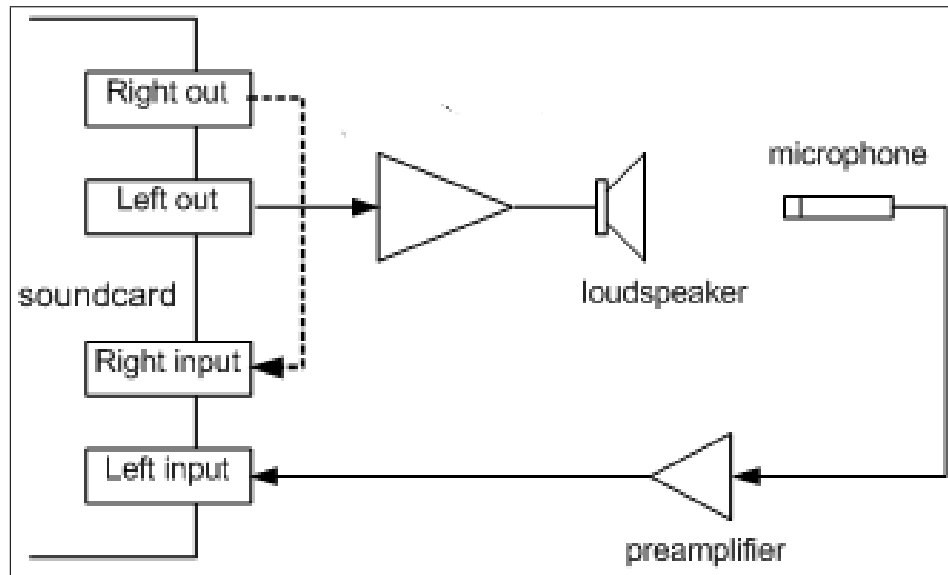 Right out
microphone
Left out
loudspeaker
soundcard
Right input
Left input
preamplifier